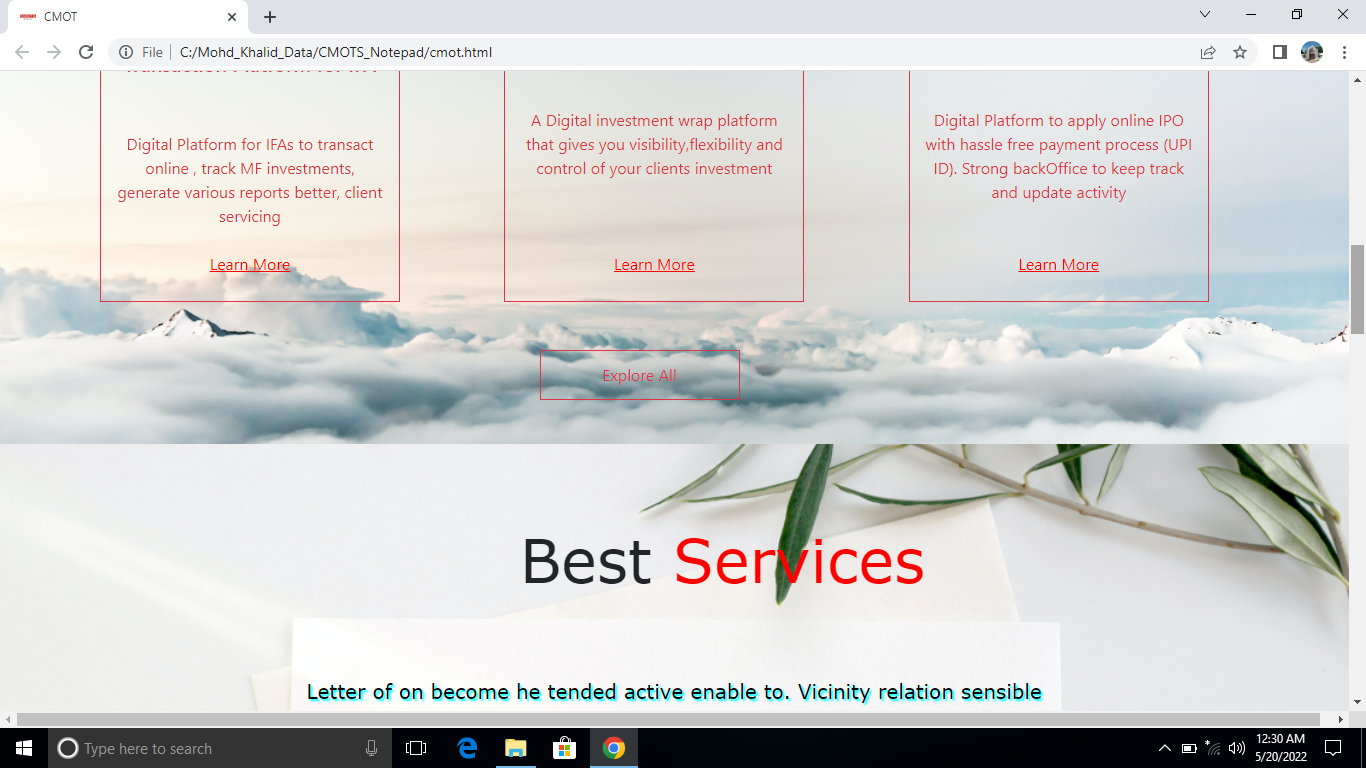 CMOT
File
C:/Mohd_Khalid_Data/CMOTS_Notepad/cmot.html
Digital Platform for IFAs to transact
online , track MF investments,
generate various reports better, client
servicing
Learn More
A Digital investment wrap platform
that gives you visibility,flexibility and
control of your clients investment
Learn More
Digital Platform to apply online IPO
with hassle free payment process (UPI
ID). Strong backOffice to keep track
and update activity
Learn More
Explore All
Best Services
Letter of on become he tended active enable to. Vicinity relation sensible
Type here to search
12:30 AM
5/20/2022